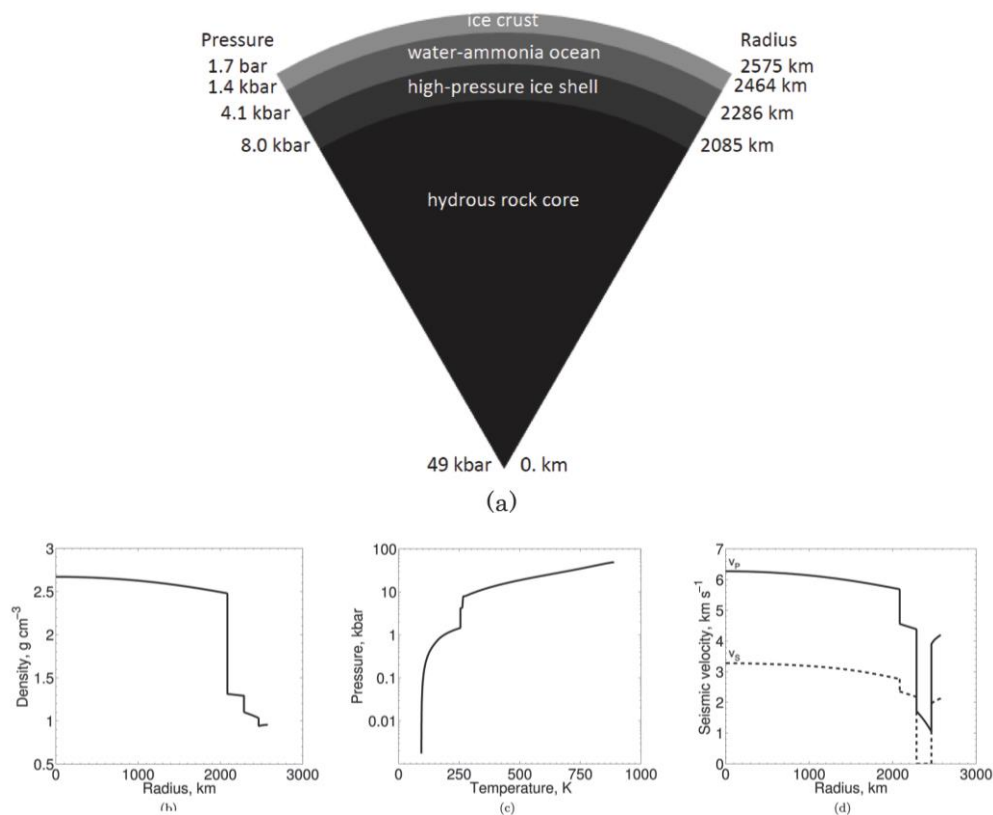 ice crust
Pressure
Radius
water-ammonia ocean
1.7 bar
2575 km
1.4 kbar
high-pressure ice shell
2464 km
4.1 kbar
2286 km
8.0 kbar
2085 km
hydrous rock core
49 kbar
0. km
(a)
3
2.5
2
1.5
1
0.5
Density, g cm⁻³
0
1000
2000
3000
Radius, km
(b)
100
10
1
0.1
0.01
Pressure, kbar
0
250
500
750
1000
Temperature, K
(c)
7
6
5
4
3
2
1
0
Seismic velocity, km s⁻¹
vP
vS
0
1000
2000
3000
Radius, km
(d)